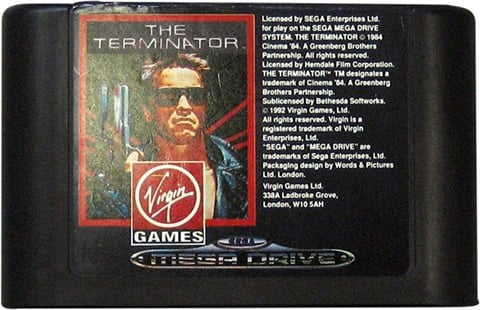 THE
TERMINATOR
Virgin
GAMES
Licensed by SEGA Enterprises Ltd.
for play on the SEGA MEGA DRIVE
SYSTEM. THE TERMINATOR © 1984
Cinema '84. A Greenberg Brothers
Partnership. All rights reserved.
Licensed by Hemdale Film Corporation.
THE TERMINATOR™ TM designates a
trademark of Cinema '84. A Greenberg
Brothers Partnership.
Sublicensed by Bethesda Softworks.
© 1992 Virgin Games, Ltd.
All rights reserved. Virgin is a
registered trademark of Virgin
Enterprises, Ltd.
"SEGA" and "MEGA DRIVE" are
trademarks of Sega Enterprises, Ltd.
Packaging design by Words & Pictures
Ltd. London.
Virgin Games Ltd.
338A Ladbroke Grove,
London, W10 5AH
SEGA
MEGA DRIVE